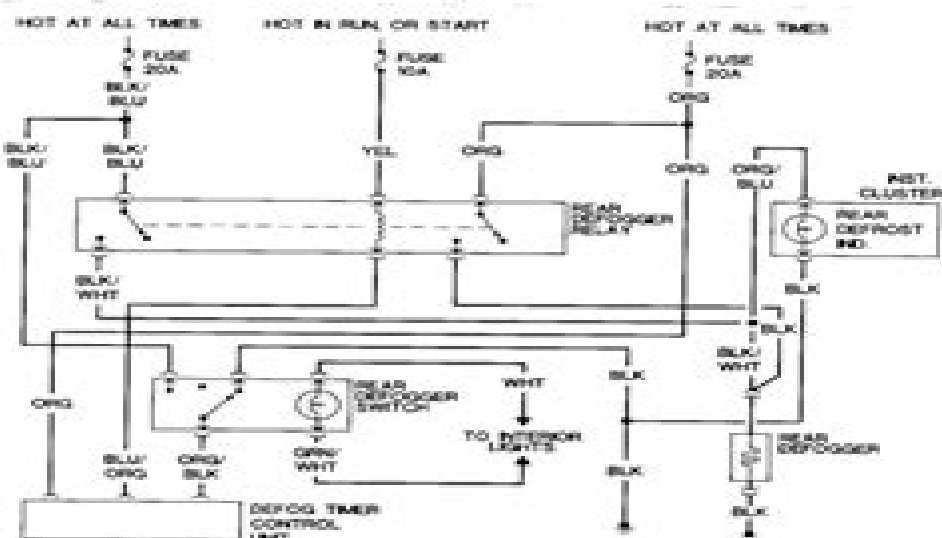 HOT AT ALL TIMES
HOT IN RUN, OR START
HOT AT ALL TIMES
FUSE
20A
FUSE
10A
FUSE
20A
BLK/
BLU
ORG
BLK/
BLU
BLK/
BLU
YEL
ORG
ORG
ORG/
BLU
INST.
CLUSTER
REAR
DEFOGGER
RELAY
REAR
DEFROST
IND.
BLK/
WHT
BLK
BLK
BLK/
WHT
ORG
REAR
DEFOGGER
SWITCH
WHT
BLK
TO INTERIOR
LIGHTS
REAR
DEFOGGER
BLU/
ORG
ORG/
BLK
GRN/
WHT
BLK
BLK
DEFOG TIMER
CONTROL
UNIT